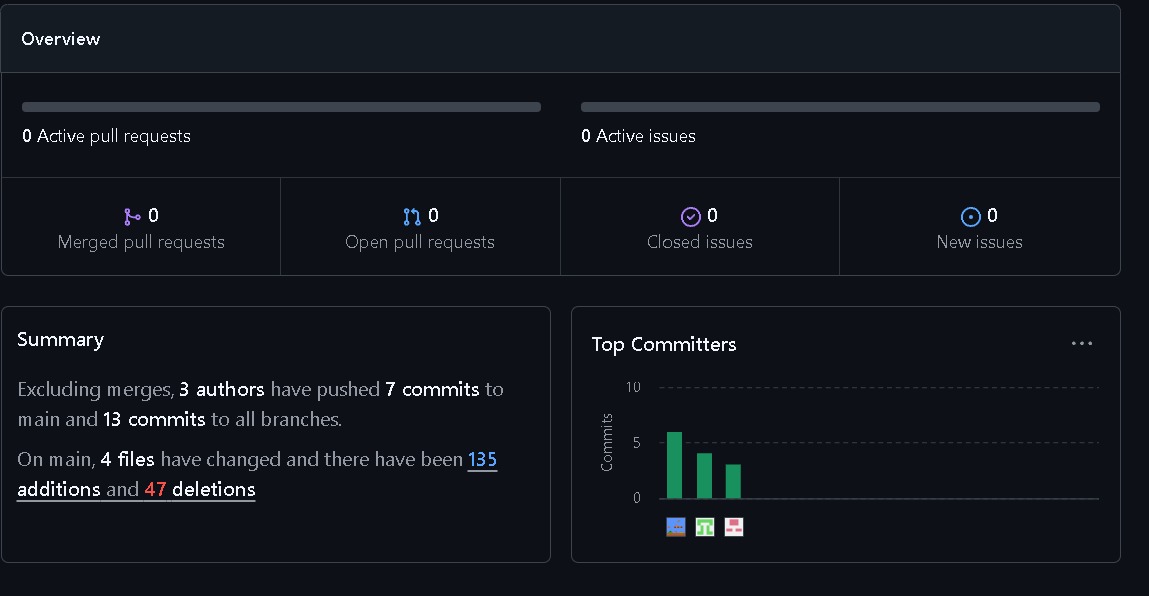 Overview
0 Active pull requests
0 Active issues
0
Merged pull requests
0
Open pull requests
0
Closed issues
0
New issues
Summary
Excluding merges, 3 authors have pushed 7 commits to
main and 13 commits to all branches.
On main, 4 files have changed and there have been 135
additions and 47 deletions
Top Committers
Commits
10
5
0